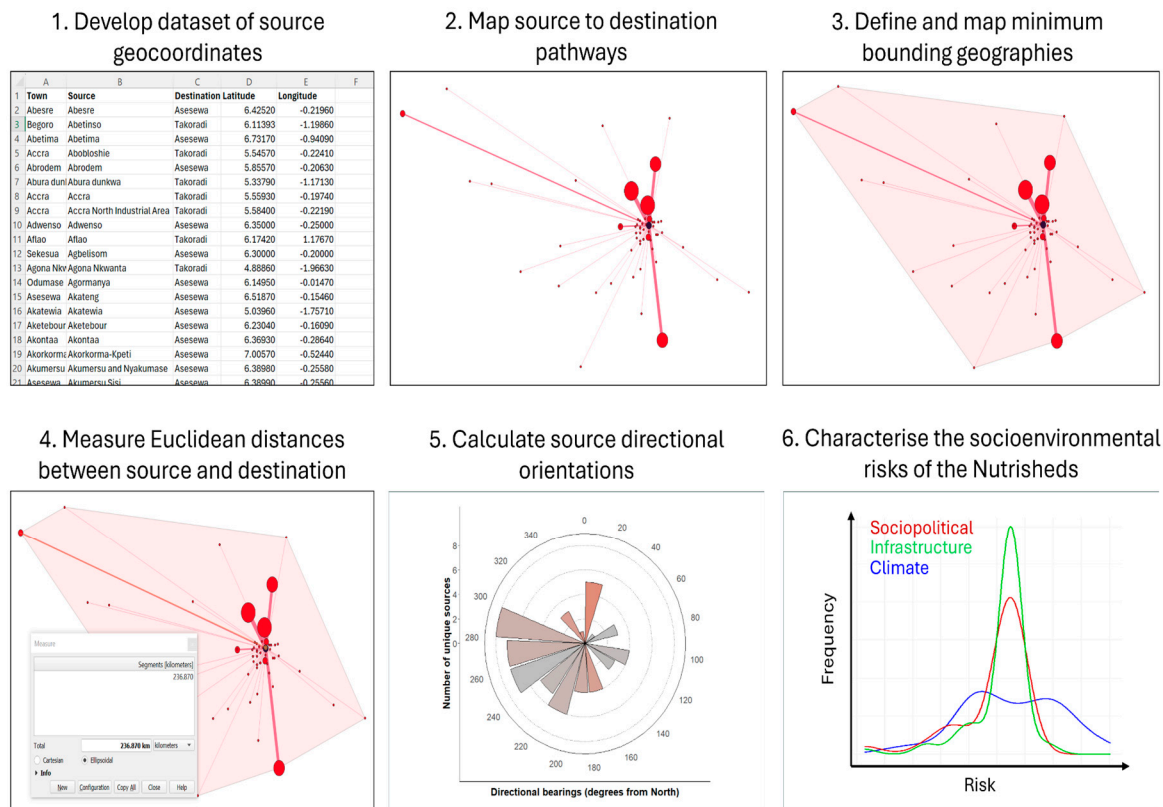 1. Develop dataset of source
geocoordinates
2. Map source to destination
pathways
3. Define and map minimum
bounding geographies
A B C D E F
1 Town Source Destination Latitude Longitude
2 Abesre Abesre Asesewa 6.42520 -0.21960
3 Begoro Abetinso Takoradi 6.11393 -1.19860
4 Abetima Abetima Asesewa 6.73170 -0.94090
5 Accra Abobloshie Takoradi 5.54570 -0.22410
6 Abrodem Abrodem Asesewa 5.85570 -0.20630
7 Abura dunl Abura dunkwa Takoradi 5.33790 -1.17130
8 Accra Accra Takoradi 5.55930 -0.19740
9 Accra Accra North Industrial Area Takoradi 5.58400 -0.22190
10 Adwenso Adwenso Asesewa 6.35000 -0.25000
11 Aflao Aflao Takoradi 6.17420 1.17670
12 Sekesua Agbelisom Asesewa 6.30000 -0.20000
13 Agona Nkw Agona Nkwanta Takoradi 4.88860 -1.96630
14 Odumase Agormanya Asesewa 6.14950 -0.01470
15 Asesewa Akateng Asesewa 6.51870 -0.15460
16 Akatewia Akatewia Asesewa 5.03960 -1.75710
17 Aketebour Aketebour Asesewa 6.23040 -0.16090
18 Akontaa Akontaa Asesewa 6.36930 -0.28640
19 Akorkorma Akorkorma-Kpeti Asesewa 7.00570 -0.52440
20 Akumersu Akumersu and Nyakumase Asesewa 6.38980 -0.25580
21 Asesewa Akumersu Sisi Asesewa 6.38990 -0.25560
4. Measure Euclidean distances
between source and destination
5. Calculate source directional
orientations
6. Characterise the socioenvironmental
risks of the Nutrisheds
Measure
Segments [kilometers]
236.870
Total 236.870 km kilometers
Cartesian Ellipsoidal
Info
New Configuration Copy All Close Help
Number of unique sources
8
6
4
2
0
0
20
40
60
80
100
120
140
160
180
200
220
240
260
280
300
320
340
Directional bearings (degrees from North)
Sociopolitical
Infrastructure
Climate
Frequency
Risk